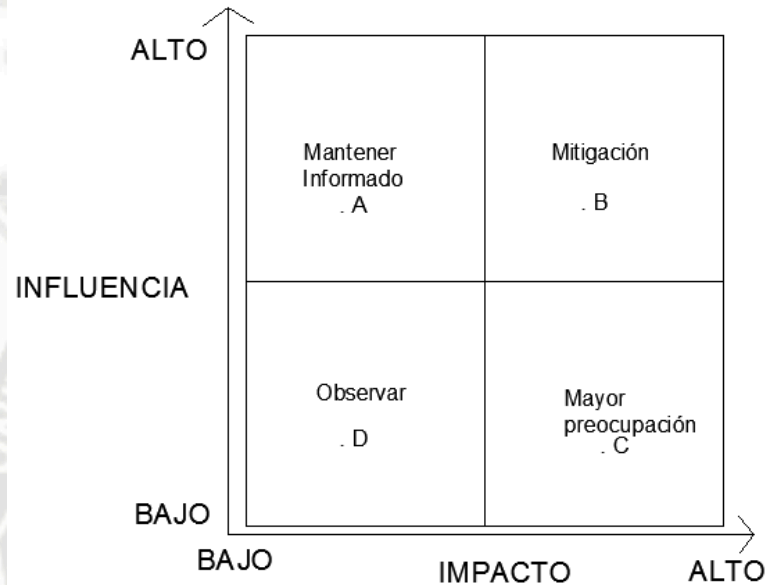 ALTO
Mantener
Informado
. A
Mitigación
. B
INFLUENCIA
Observar
. D
Mayor
preocupación
. C
BAJO
BAJO
IMPACTO
ALTO